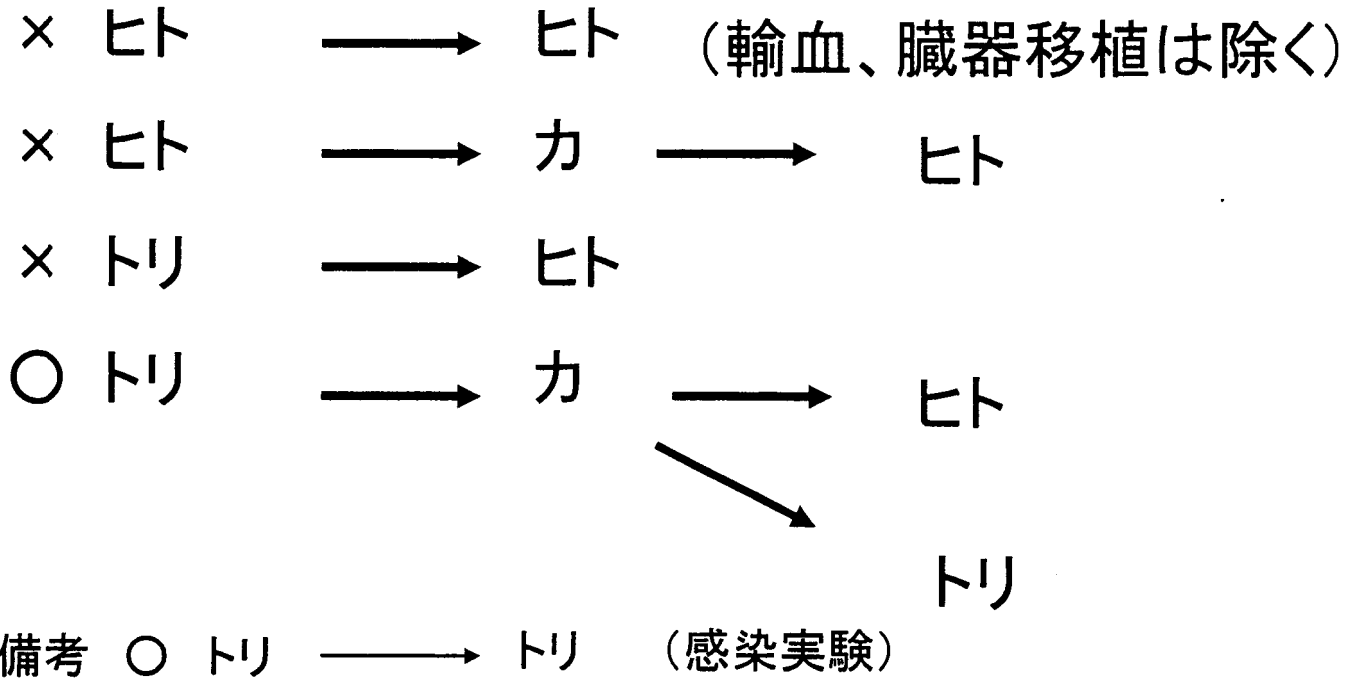 × ヒト → ヒト (輸血、臓器移植は除く)
× ヒト → カ → ヒト
× トリ → ヒト
○ トリ → カ → ヒト
トリ
備考 ○ トリ → トリ (感染実験)